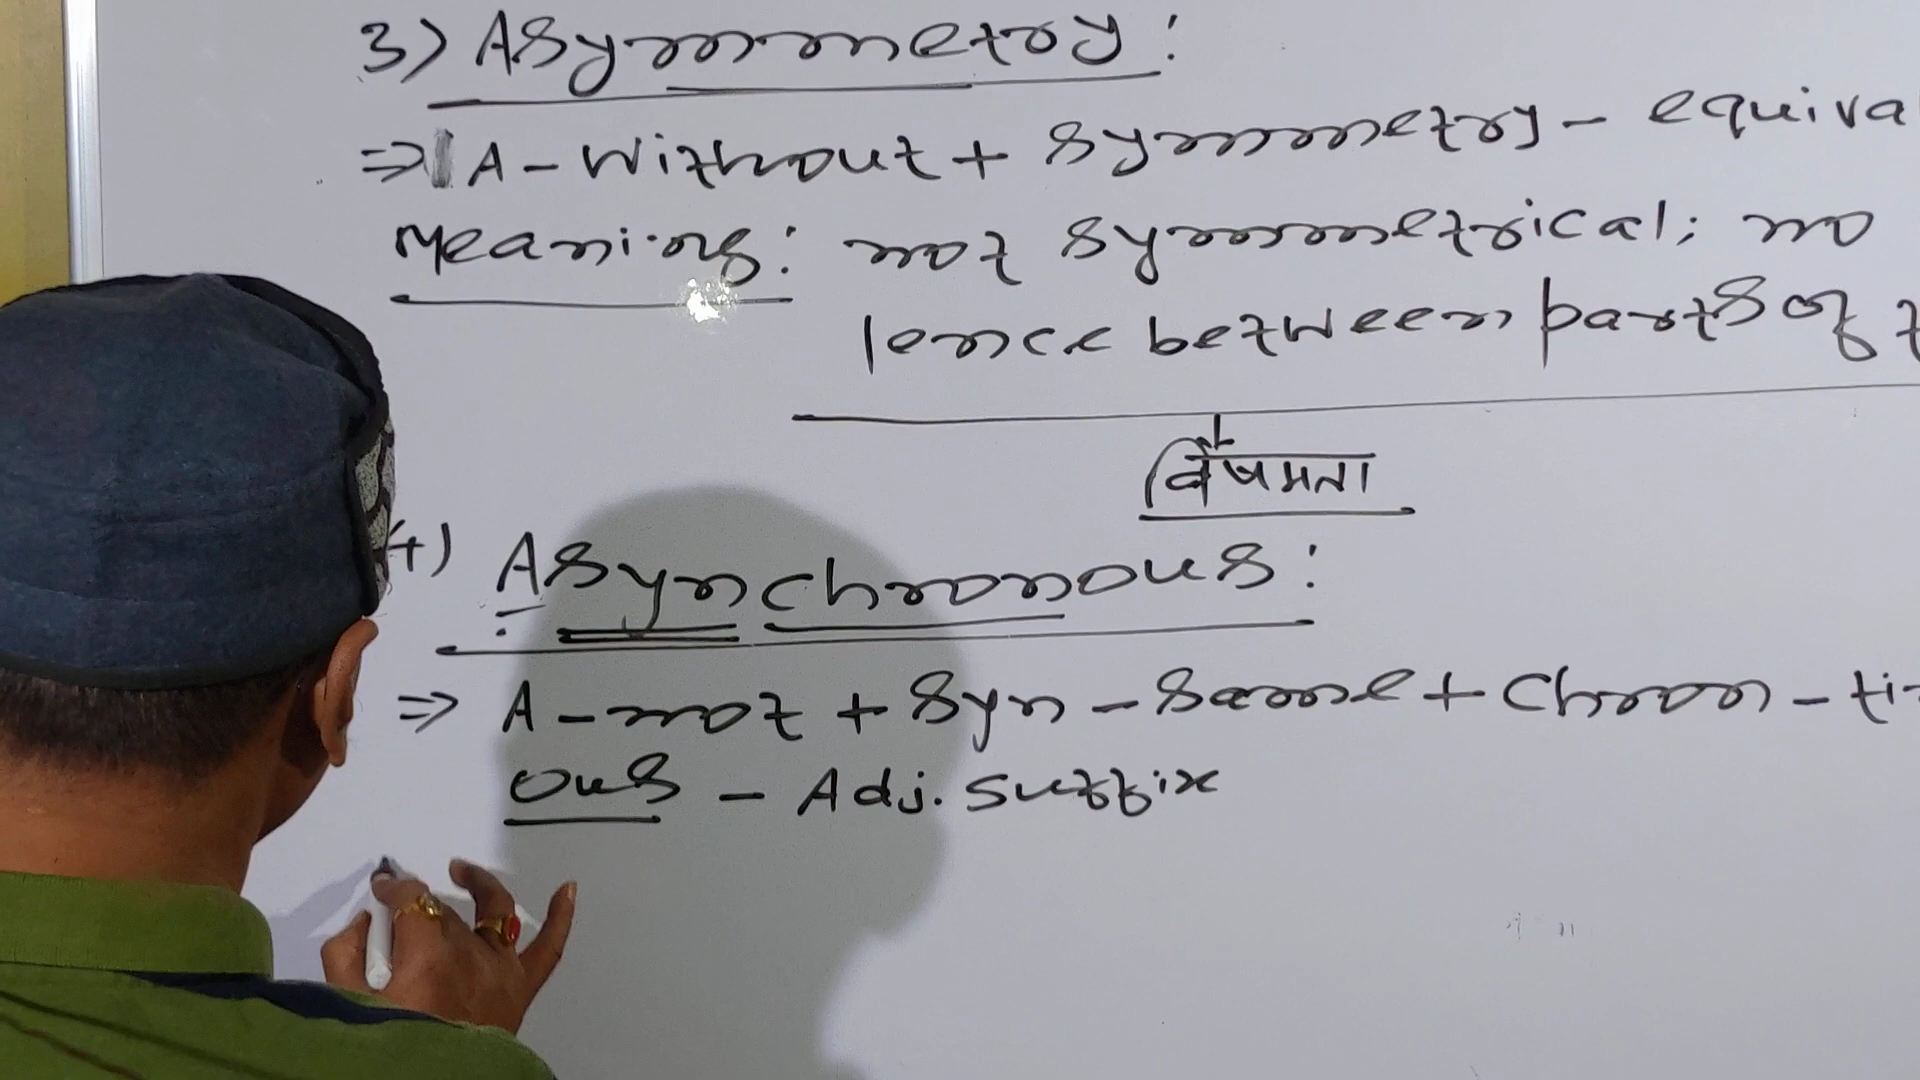 3) Asymmetry:
⇒ A - Without + Symmetry - equiva
Meaning: not symmetrical; no
lence between parts of t
विषमता
4) Asynchronous:
⇒ A - not + Syn - Same + Chron - ti
ous - Adj. suffix